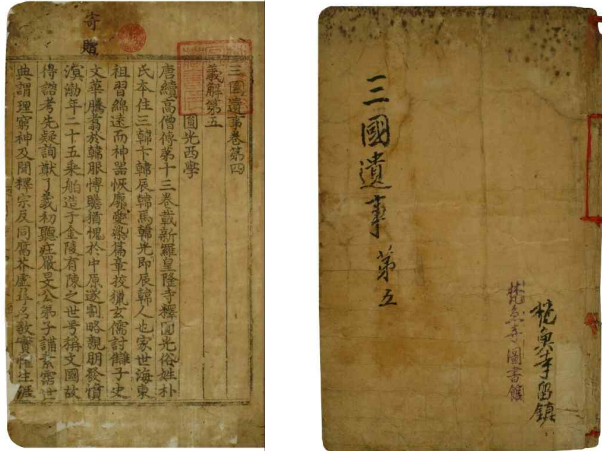 寄贈
三國遺事卷第四
義解第五
圓光西學
唐續高僧傳第十三卷載新羅皇隆寺釋圓光俗姓朴
氏本住三韓卞韓辰韓馬韓光即辰韓人也家世海東
祖習綿遠而神器恢廓愛染篇章校獵玄儒討讎子史
文華騰翥於韓服博贍猶愧於中原遂割略親朋發憤
溟渤年二十五乘舶造于金陵有陳之世号稱文國故
得諮考先疑詢猷了義初聽莊嚴旻公弟子講素霑世
典謂理窮神及聞釋宗反同腐芥虛尋名教實懼生涯
三國遺事 第五
梵魚寺圖書館
梵魚寺留鎮